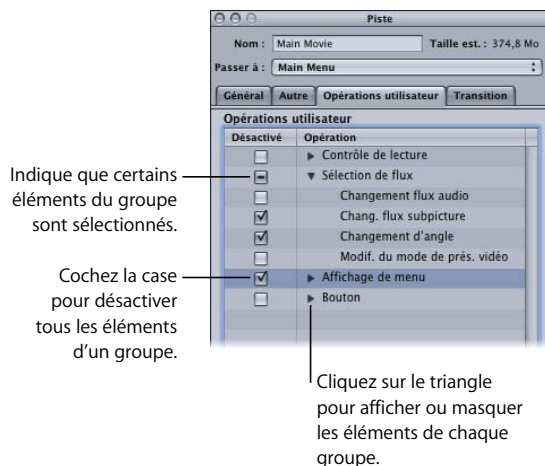 Piste
Nom : Main Movie Taille est. : 374,8 Mo
Passer à : Main Menu
Général Autre Opérations utilisateur Transition
Opérations utilisateur
Désactivé Opération
Contrôle de lecture
Sélection de flux
Changement flux audio
Chang. flux subpicture
Changement d'angle
Modif. du mode de prés. vidéo
Affichage de menu
Bouton
Indique que certains
éléments du groupe
sont sélectionnés.
Cochez la case
pour désactiver
tous les éléments
d'un groupe.
Cliquez sur le triangle
pour afficher ou masquer
les éléments de chaque
groupe.